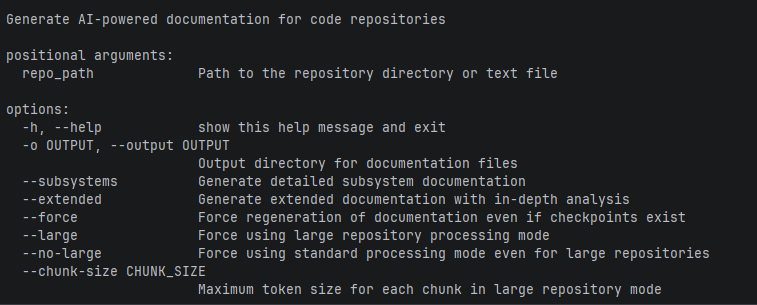 Generate AI-powered documentation for code repositories
positional arguments:
repo_path Path to the repository directory or text file
options:
-h, --help show this help message and exit
-o OUTPUT, --output OUTPUT
Output directory for documentation files
--subsystems Generate detailed subsystem documentation
--extended Generate extended documentation with in-depth analysis
--force Force regeneration of documentation even if checkpoints exist
--large Force using large repository processing mode
--no-large Force using standard processing mode even for large repositories
--chunk-size CHUNK_SIZE
Maximum token size for each chunk in large repository mode